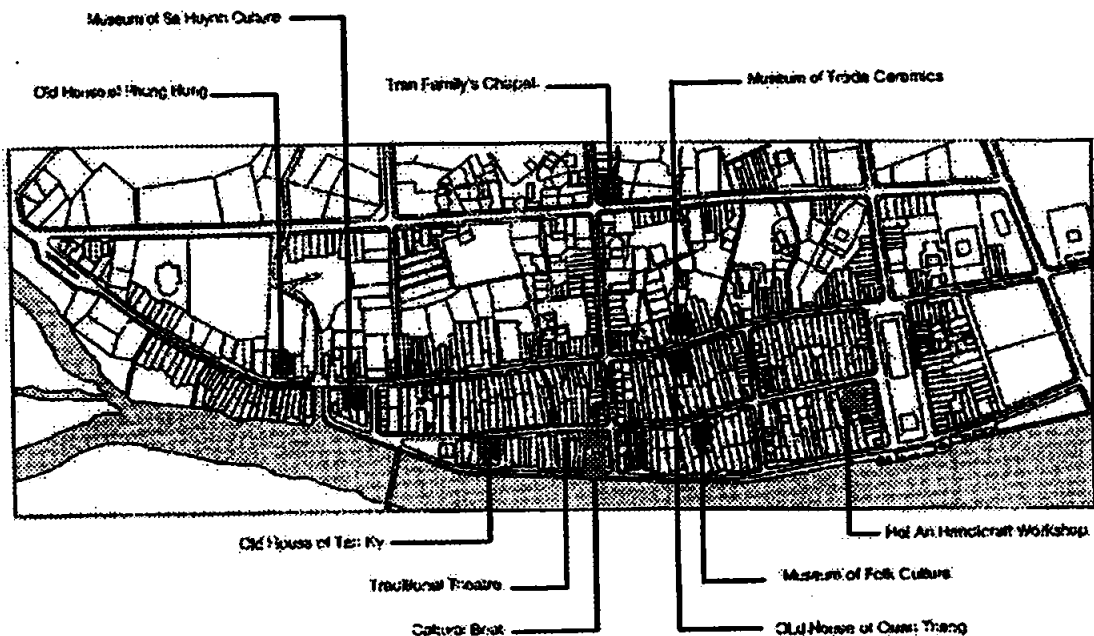 Museum of Sa Huynh Culture
Old House of Phung Hung
Tran Family's Chapel
Museum of Trade Ceramics
Old House of Tan Ky
Hoi An Handicraft Workshop
Traditional Theatre
Museum of Folk Culture
Cultural Boat
OLd House of Quan Thang